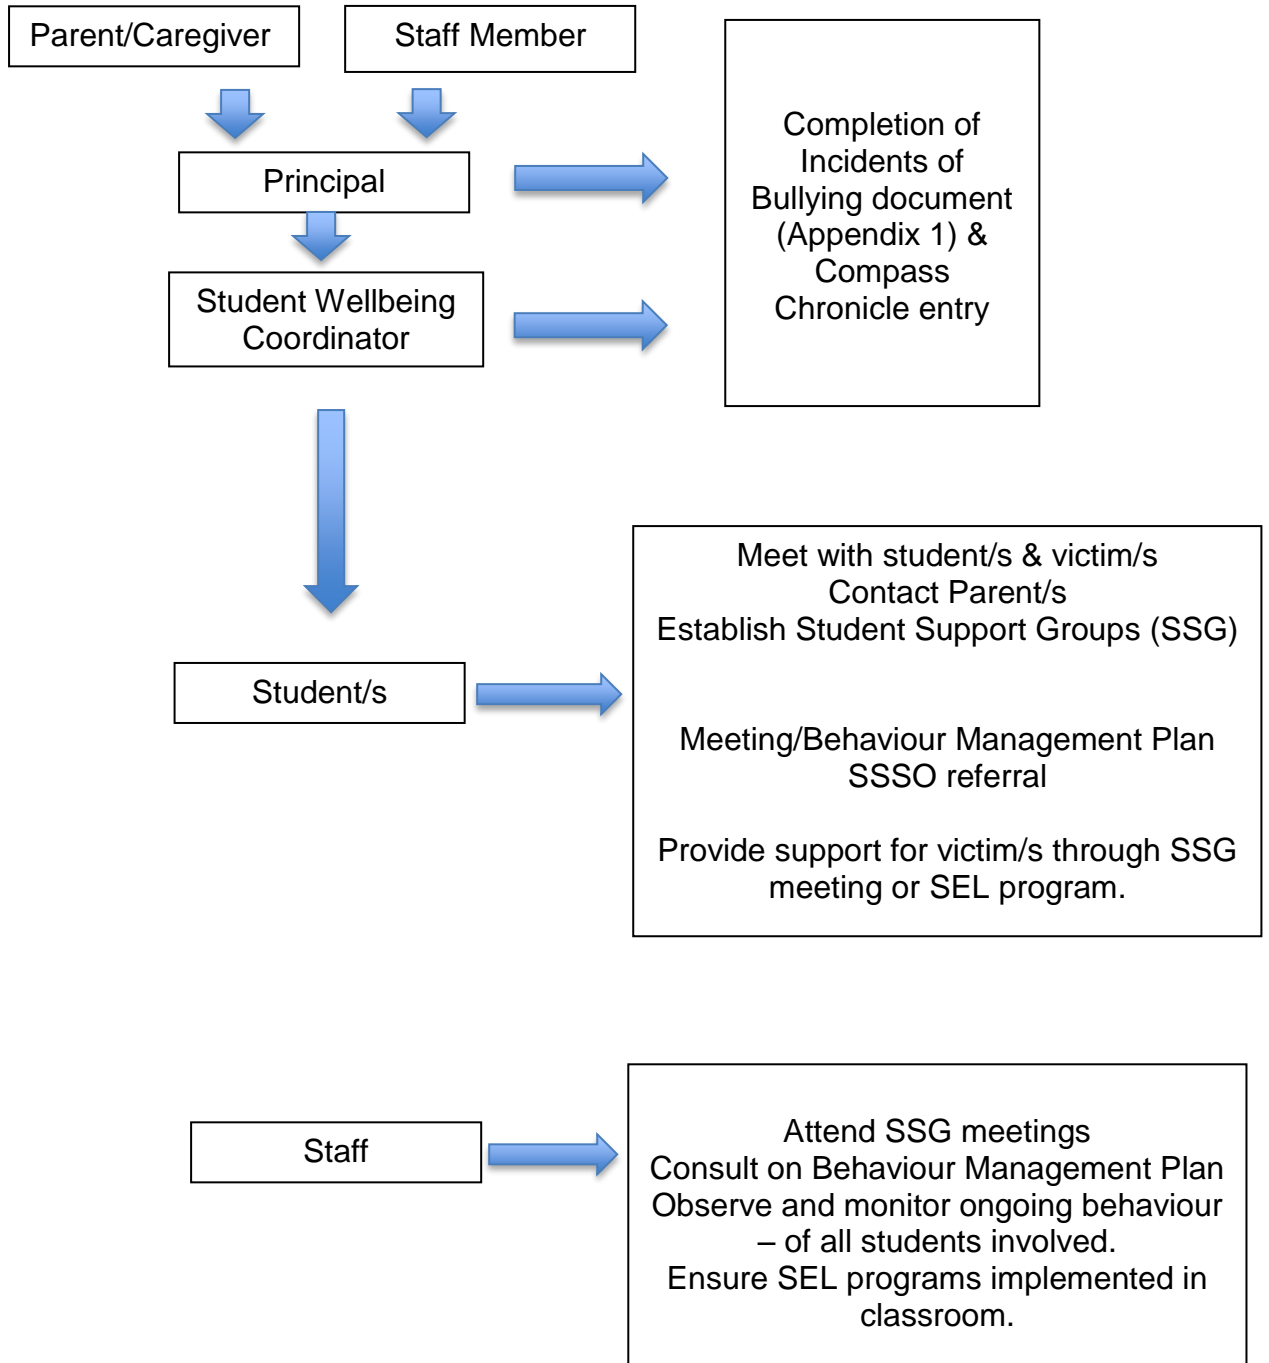 Parent/Caregiver
Staff Member
Principal
Student Wellbeing
Coordinator
Completion of
Incidents of
Bullying document
(Appendix 1) &
Compass
Chronicle entry
Student/s
Meet with student/s & victim/s
Contact Parent/s
Establish Student Support Groups (SSG)
Meeting/Behaviour Management Plan
SSSO referral
Provide support for victim/s through SSG
meeting or SEL program.
Staff
Attend SSG meetings
Consult on Behaviour Management Plan
Observe and monitor ongoing behaviour
– of all students involved.
Ensure SEL programs implemented in
classroom.